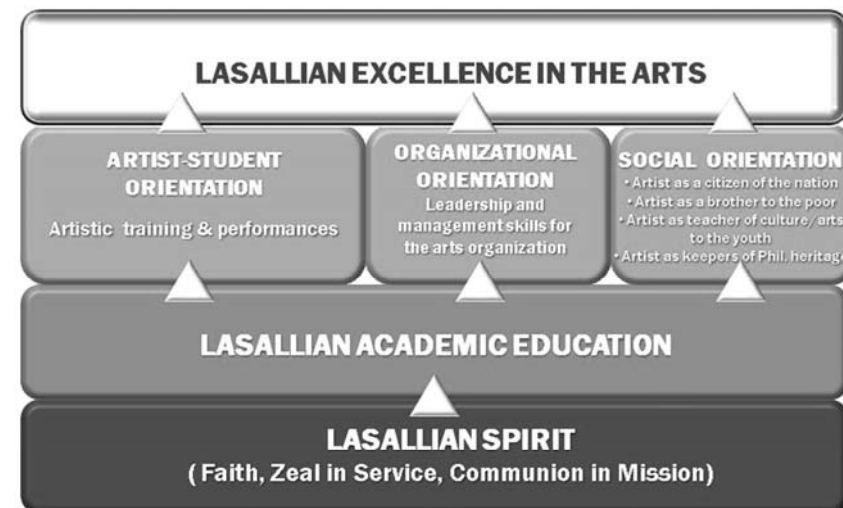 LASALLIAN EXCELLENCE IN THE ARTS
ARTIST-STUDENT
ORIENTATION
Artistic training & performances
ORGANIZATIONAL
ORIENTATION
Leadership and
management skills for
the arts organization
SOCIAL ORIENTATION
• Artist as a citizen of the nation
• Artist as a brother to the poor
• Artist as teacher of culture/arts
to the youth
• Artist as keepers of Phil. heritage
LASALLIAN ACADEMIC EDUCATION
LASALLIAN SPIRIT
( Faith, Zeal in Service, Communion in Mission)